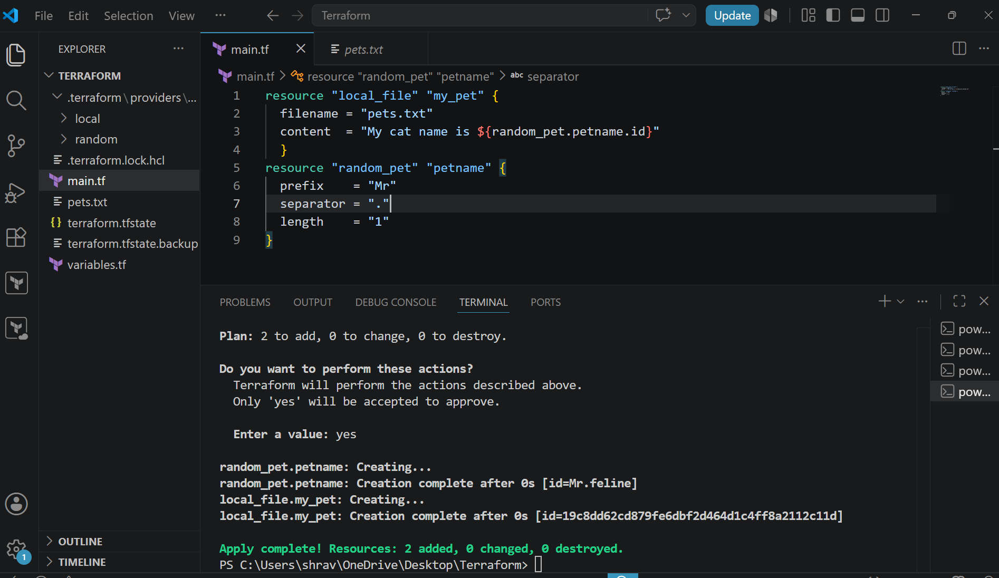 File Edit Selection View ··· Terraform Update
EXPLORER ···
TERRAFORM
.terraform\providers\...
local
random
.terraform.lock.hcl
main.tf
pets.txt
terraform.tfstate
terraform.tfstate.backup
variables.tf
OUTLINE
TIMELINE
1
main.tf
pets.txt
main.tf > resource "random_pet" "petname" > abc separator
1 resource "local_file" "my_pet" {
2 filename = "pets.txt"
3 content  = "My cat name is ${random_pet.petname.id}"
4 }
5 resource "random_pet" "petname" {
6 prefix    = "Mr"
7 separator = "."
8 length    = "1"
9 }
PROBLEMS OUTPUT DEBUG CONSOLE TERMINAL PORTS
Plan: 2 to add, 0 to change, 0 to destroy.
Do you want to perform these actions?
Terraform will perform the actions described above.
Only 'yes' will be accepted to approve.
Enter a value: yes
random_pet.petname: Creating...
random_pet.petname: Creation complete after 0s [id=Mr.feline]
local_file.my_pet: Creating...
local_file.my_pet: Creation complete after 0s [id=19c8dd62cd879fe6dbf2d464d1c4ff8a2112c11d]
Apply complete! Resources: 2 added, 0 changed, 0 destroyed.
PS C:\Users\shrav\OneDrive\Desktop\Terraform>
pow...
pow...
pow...
pow...